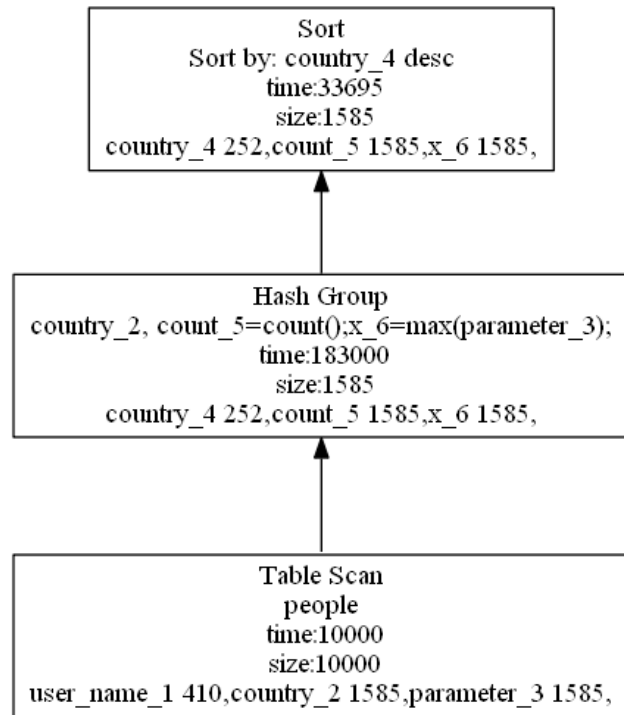 Sort
Sort by: country_4 desc
time:33695
size:1585
country_4 252,count_5 1585,x_6 1585,
Hash Group
country_2, count_5=count();x_6=max(parameter_3);
time:183000
size:1585
country_4 252,count_5 1585,x_6 1585,
Table Scan
people
time:10000
size:10000
user_name_1 410,country_2 1585,parameter_3 1585,